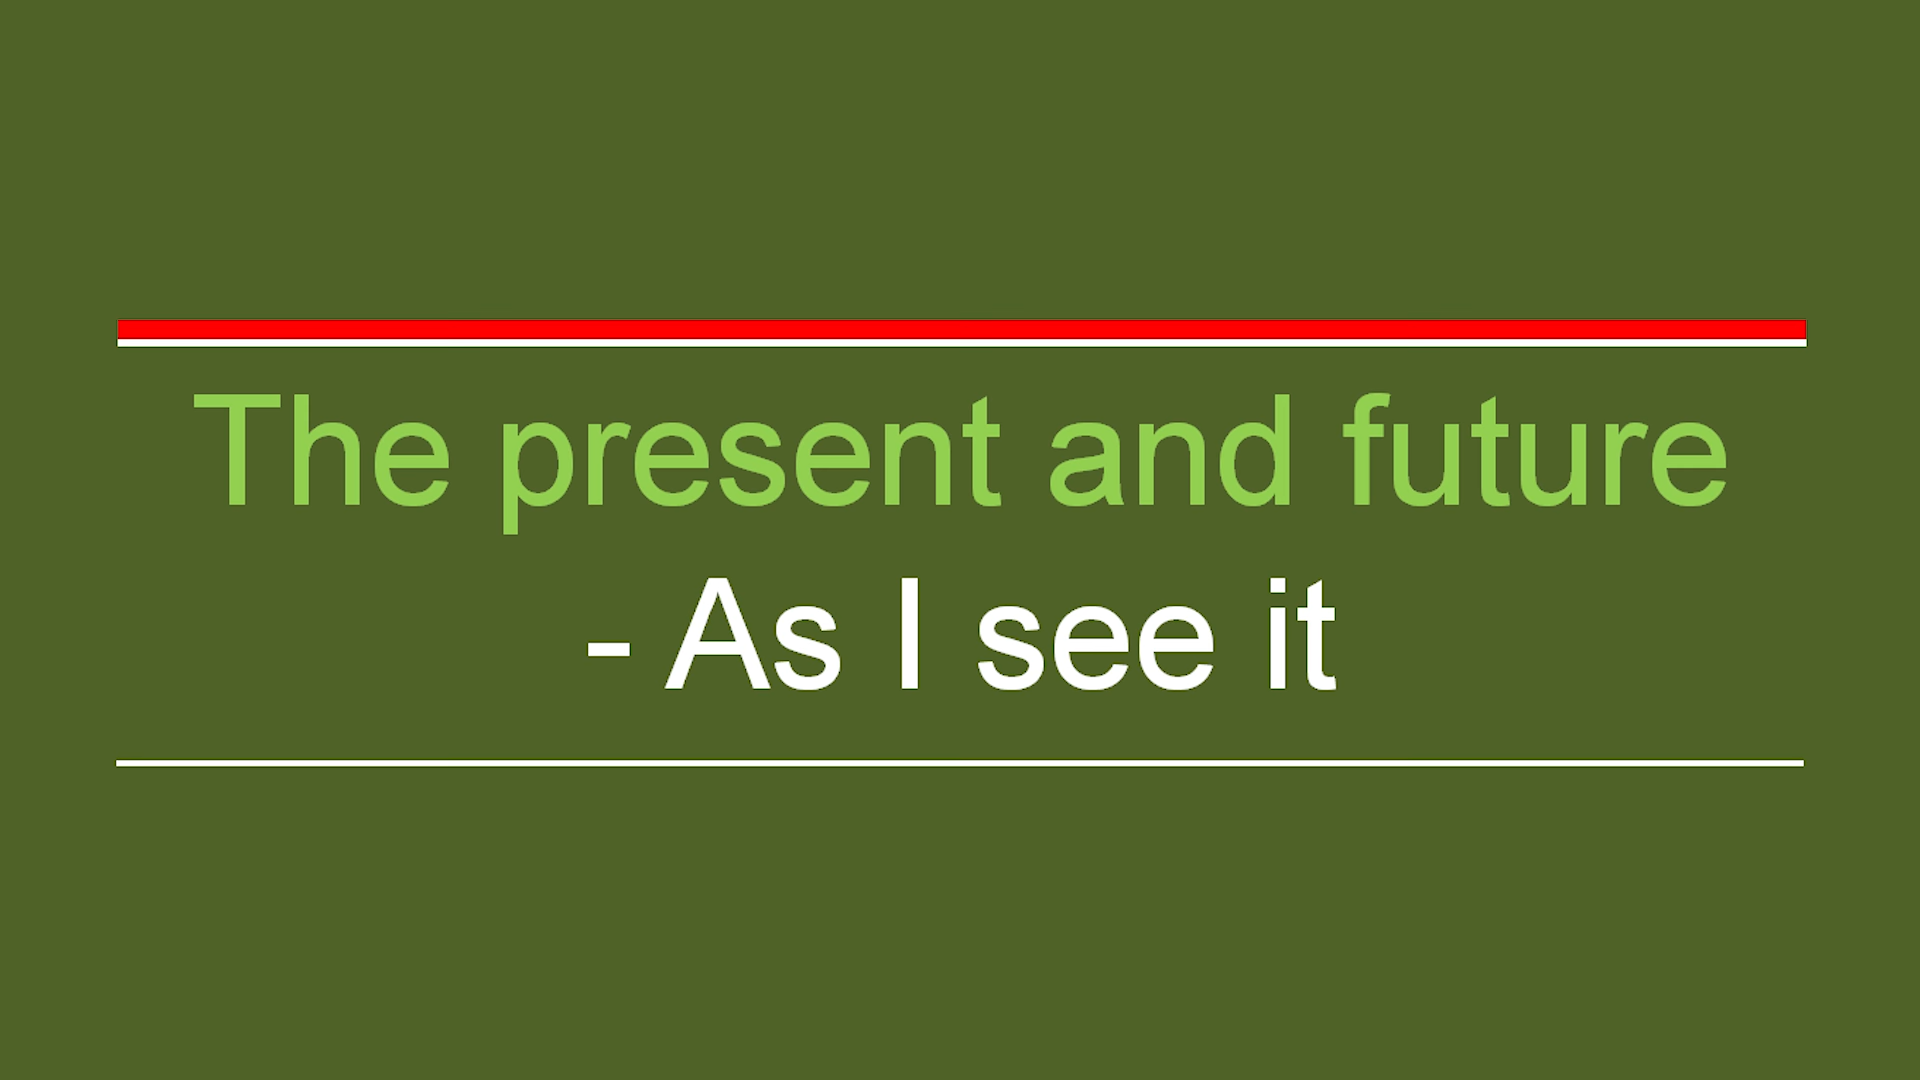 The present and future
- As I see it